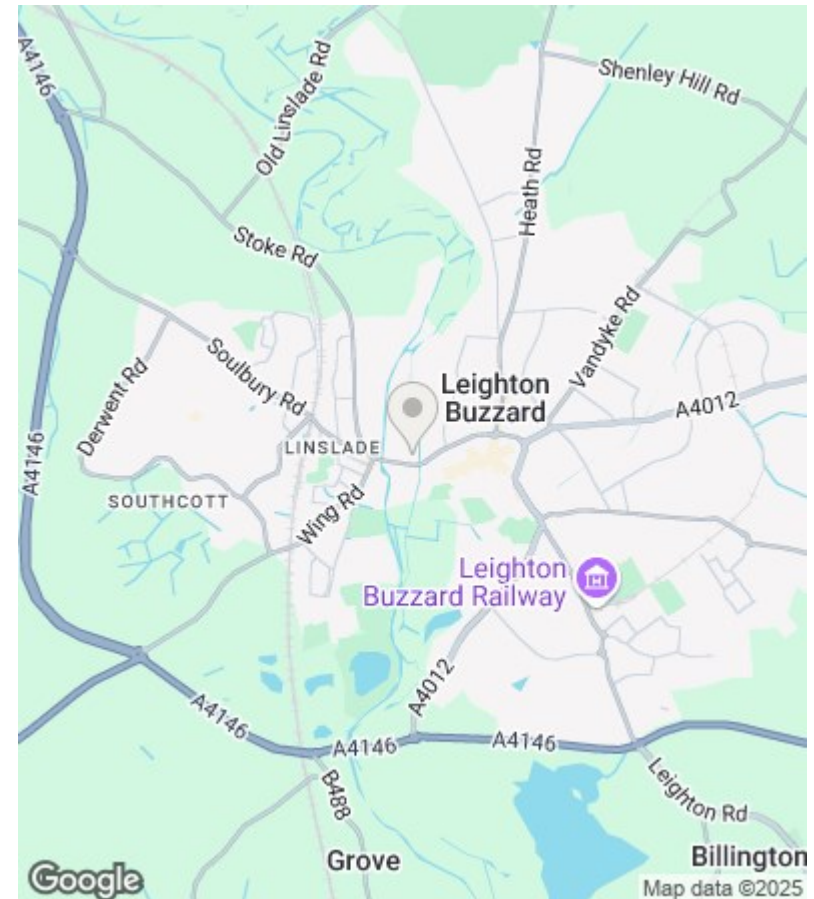 A4146
Old Linslade Rd
Shenley Hill Rd
Heath Rd
Stoke Rd
Vandyke Rd
Soulbury Rd
Derwent Rd
Leighton
Buzzard
A4012
LINSLADE
A4146
SOUTHCOTT
Wing Rd
Leighton
Buzzard Railway
A4012
A4146
A4146
A4146
B488
Leighton Rd
Grove
Billington
Google
Map data ©2025